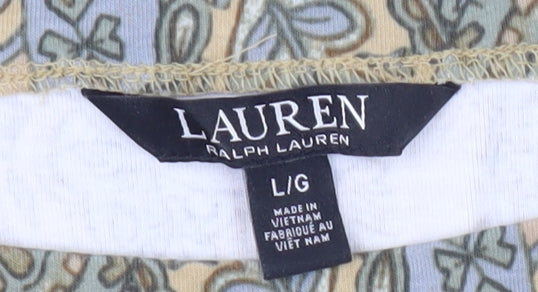 LAUREN
RALPH LAUREN
L/G
MADE IN
VIETNAM
FABRIQUÉ AU
VIÊT NAM